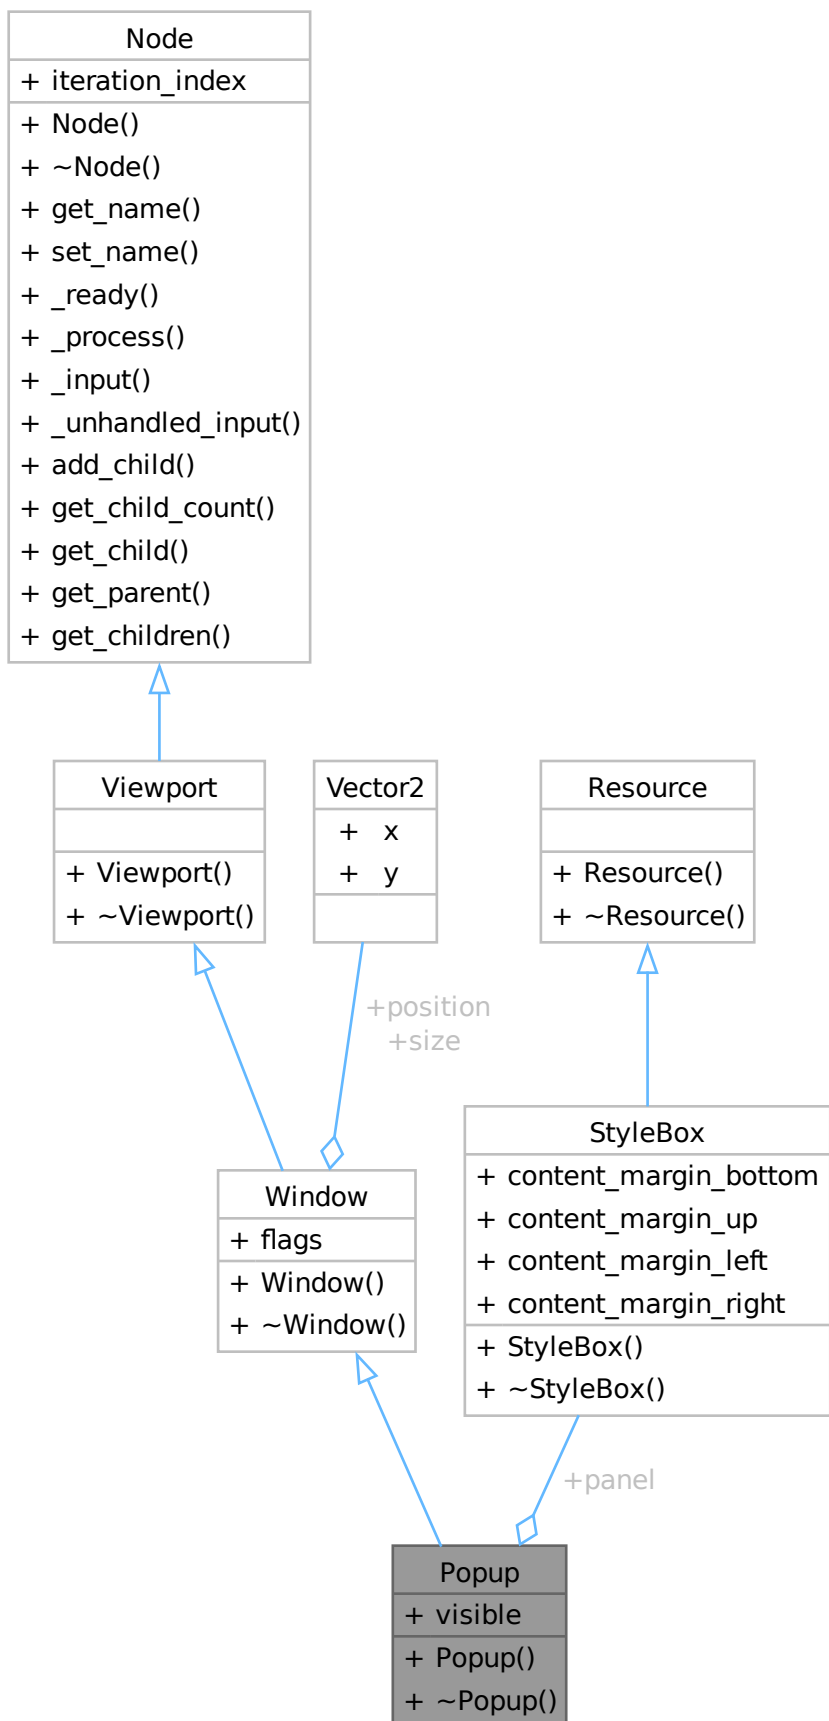 Node
+ iteration_index
+ Node()
+ ~Node()
+ get_name()
+ set_name()
+ _ready()
+ _process()
+ _input()
+ _unhandled_input()
+ add_child()
+ get_child_count()
+ get_child()
+ get_parent()
+ get_children()
Viewport
+ Viewport()
+ ~Viewport()
Vector2
+ x
+ y
Resource
+ Resource()
+ ~Resource()
+position
+size
Window
+ flags
+ Window()
+ ~Window()
StyleBox
+ content_margin_bottom
+ content_margin_up
+ content_margin_left
+ content_margin_right
+ StyleBox()
+ ~StyleBox()
+panel
Popup
+ visible
+ Popup()
+ ~Popup()